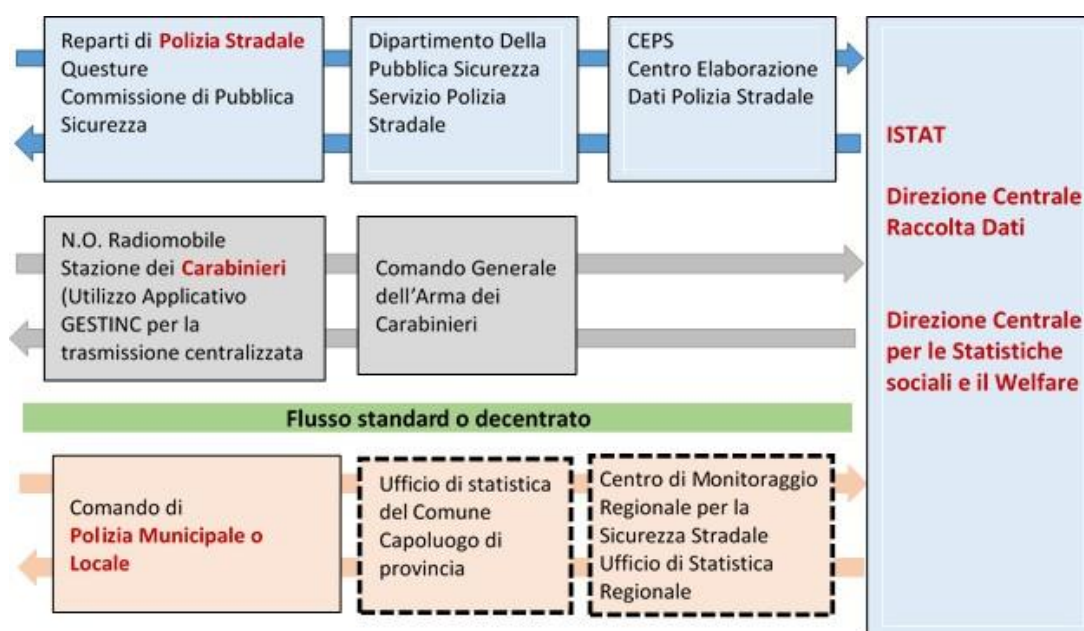 Reparti di Polizia Stradale
Questure
Commissione di Pubblica
Sicurezza
Dipartimento Della
Pubblica Sicurezza
Servizio Polizia
Stradale
CEPS
Centro Elaborazione
Dati Polizia Stradale
N.O. Radiomobile
Stazione dei Carabinieri
(Utilizzo Applicativo
GESTINC per la
trasmissione centralizzata
Comando Generale
dell'Arma dei
Carabinieri
Flusso standard o decentrato
Comando di
Polizia Municipale o
Locale
Ufficio di statistica
del Comune
Capoluogo di
provincia
Centro di Monitoraggio
Regionale per la
Sicurezza Stradale
Ufficio di Statistica
Regionale
ISTAT
Direzione Centrale
Raccolta Dati
Direzione Centrale
per le Statistiche
sociali e il Welfare